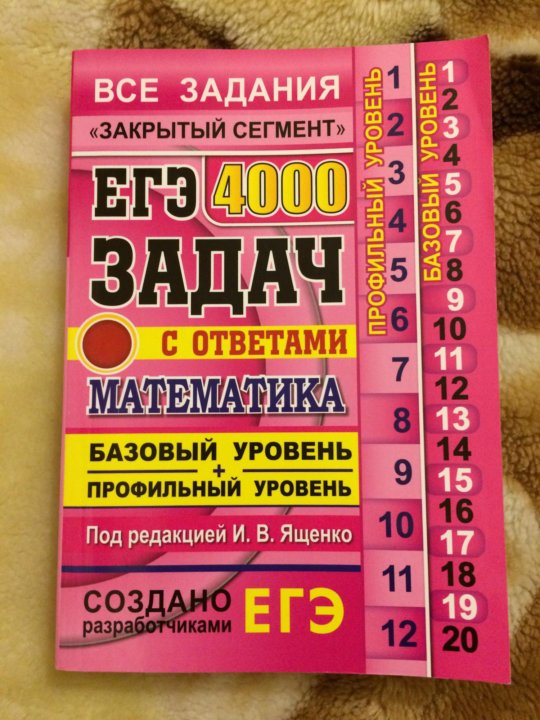 ВСЕ ЗАДАНИЯ
«ЗАКРЫТЫЙ СЕГМЕНТ»
ЕГЭ 4000
ЗАДАЧ
С ОТВЕТАМИ
МАТЕМАТИКА
БАЗОВЫЙ УРОВЕНЬ
+
ПРОФИЛЬНЫЙ УРОВЕНЬ
Под редакцией И. В. Ященко
СОЗДАНО
разработчиками ЕГЭ
ПРОФИЛЬНЫЙ УРОВЕНЬ
1
2
3
4
5
6
7
8
9
10
11
12
БАЗОВЫЙ УРОВЕНЬ
1
2
3
4
5
6
7
8
9
10
11
12
13
14
15
16
17
18
19
20